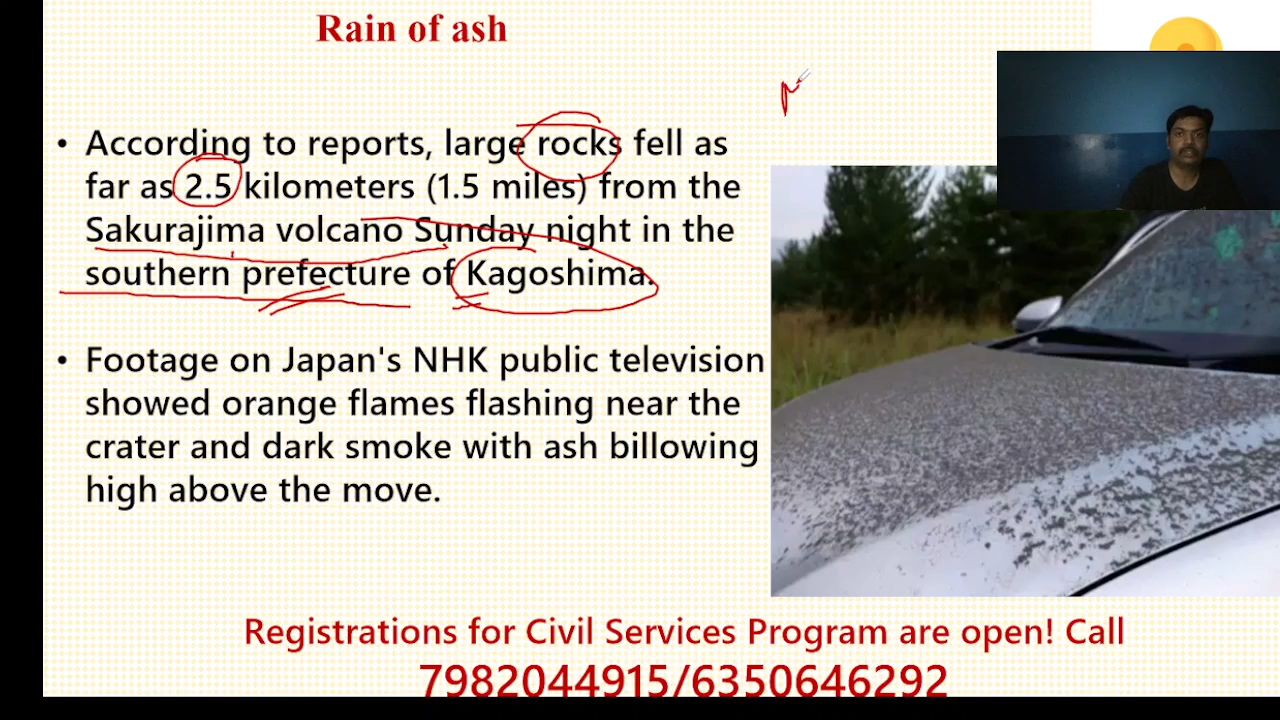 Rain of ash
• According to reports, large rocks fell as
far as 2.5 kilometers (1.5 miles) from the
Sakurajima volcano Sunday night in the
southern prefecture of Kagoshima.
• Footage on Japan's NHK public television
showed orange flames flashing near the
crater and dark smoke with ash billowing
high above the move.
Registrations for Civil Services Program are open! Call
7982044915/6350646292